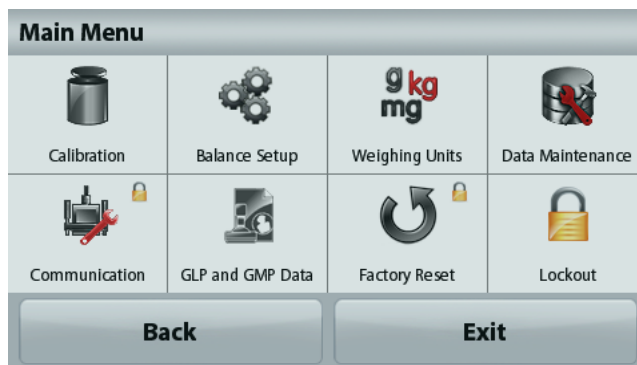 Main Menu
g kg
mg
Calibration
Balance Setup
Weighing Units
Data Maintenance
Communication
GLP and GMP Data
Factory Reset
Lockout
Back
Exit